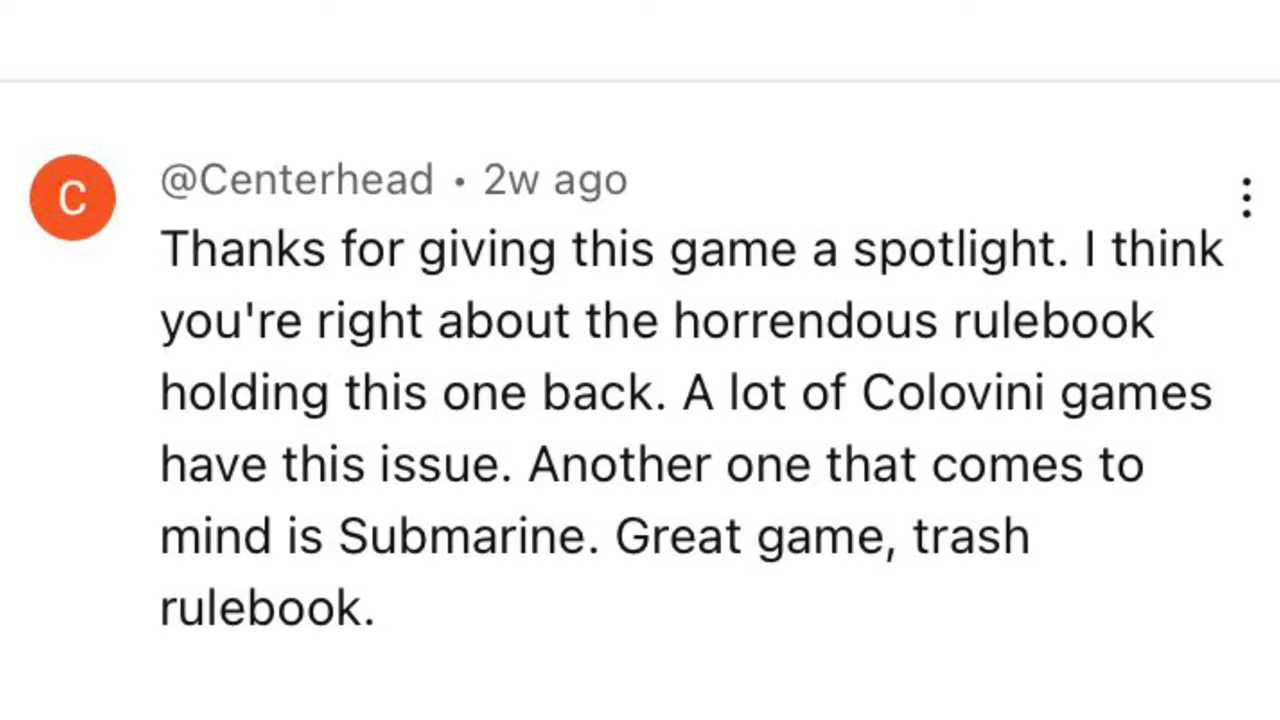 C
@Centerhead • 2w ago
Thanks for giving this game a spotlight. I think
you're right about the horrendous rulebook
holding this one back. A lot of Colovini games
have this issue. Another one that comes to
mind is Submarine. Great game, trash
rulebook.